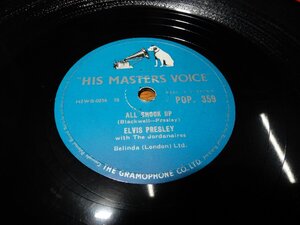 "HIS MASTERS VOICE"
POP. 359
ALL SHOOK UP
(Blackwell—Presley)
ELVIS PRESLEY
with The Jordanaires
Belinda (London) Ltd.
THE GRAMOPHONE CO. LTD.